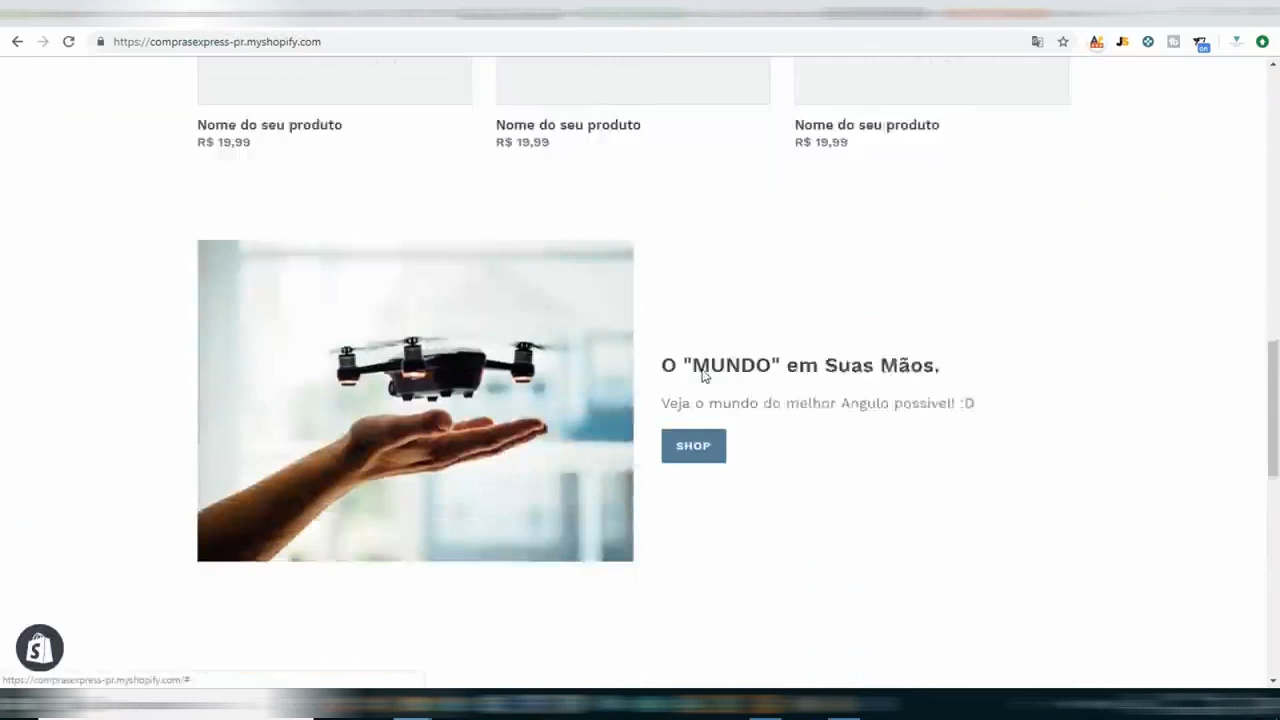 https://comprasexpress-pr.myshopify.com
Nome do seu produto
R$ 19,99
Nome do seu produto
R$ 19,99
Nome do seu produto
R$ 19,99
O "MUNDO" em Suas Mãos.
Veja o mundo do melhor Angulo possivel! :D
SHOP
https://comprasexpress-pr.myshopify.com/#